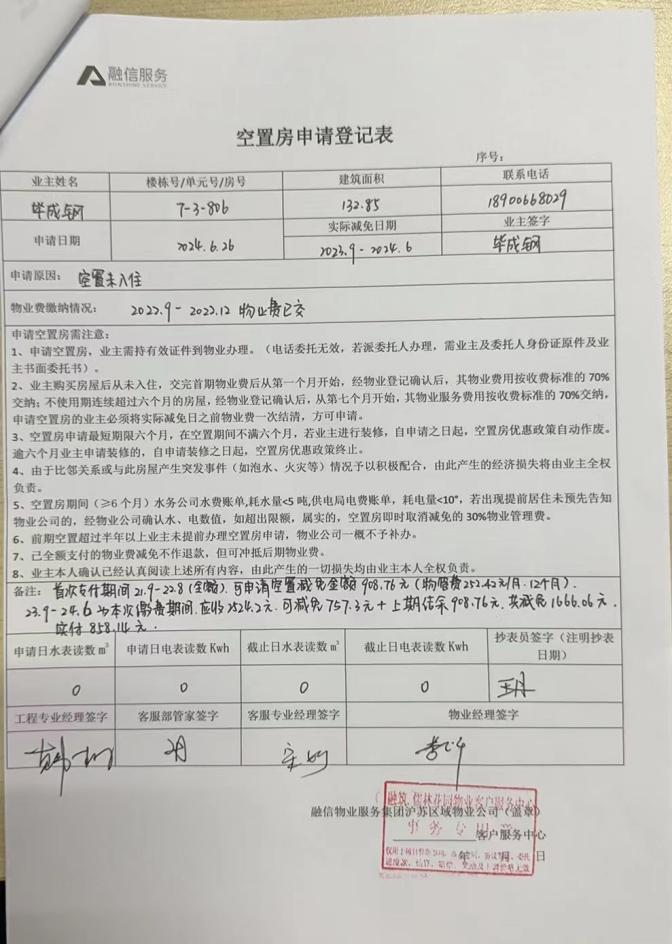 融信服务
RONSHINE SERVICE
空置房申请登记表
序号：
业主姓名 楼栋号/单元号/房号 建筑面积 联系电话
毕成钢 7-3-806 132.85 18900668029
申请日期 2024.6.26 实际减免日期 业主签字
2023.9-2024.6 毕成钢
申请原因： 空置未入住
物业费缴纳情况： 2022.9-2023.12 物业费已交
申请空置房需注意：
1、申请空置房，业主需持有效证件到物业办理。（电话委托无效，若派委托人办理，需业主及委托人身份证原件及业
主书面委托书）。
2、业主购买房屋后从未入住，交完首期物业费后从第一个月开始，经物业登记确认后，其物业费用按收费标准的70%
交纳；不使用期连续超过六个月的房屋，经物业登记确认后，从第七个月开始，其物业服务费用按收费标准的70%交纳。
申请空置房的业主必须将实际减免日之前物业费一次结清，方可申请。
3、空置房申请最短期限六个月，在空置期间不满六个月，若业主进行装修，自申请之日起，空置房优惠政策自动作废。
逾六个月业主申请装修的，自申请装修之日起，空置房优惠政策终止。
4、由于比邻关系或与此房屋产生突发事件（如泡水、火灾等）情况予以积极配合，由此产生的经济损失将由业主全权
负责。
5、空置房期间（≥6个月）水务公司水费账单,耗水量<5吨,供电局电费账单，耗电量<10°，若出现提前居住未预先告知
物业公司的，经物业公司确认水、电数值，如超出限额，属实的，空置房即时取消减免的30%物业管理费。
6、前期空置超过半年以上业主未提前办理空置房申请，物业公司一概不予补办。
7、已全额支付的物业费减免不作退款，但可冲抵后期物业费。
8、业主本人确认已经认真阅读上述所有内容，由此产生的一切损失均由业主本人全权负责。
备注： 首次支付期间21.9-22.8（全额）.可申请空置减免金额908.76元（物管费252.42元/月.12个月）.
23.9-24.6为本次缴费期间.应收2524.2元.可减免757.3元+上期结余908.76元.共减免1666.06元.
实付858.14元.
申请日水表读数 m³ 申请日电表读数 Kwh 截止日水表读数 m³ 截止日电表读数 Kwh 抄表员签字（注明抄表
日期）
0 0 0 0
工程专业经理签字 客服部管家签字 客服专业经理签字 物业经理签字
融信物业服务集团沪苏区域物业公司（盖章）
客户服务中心
年 月 日